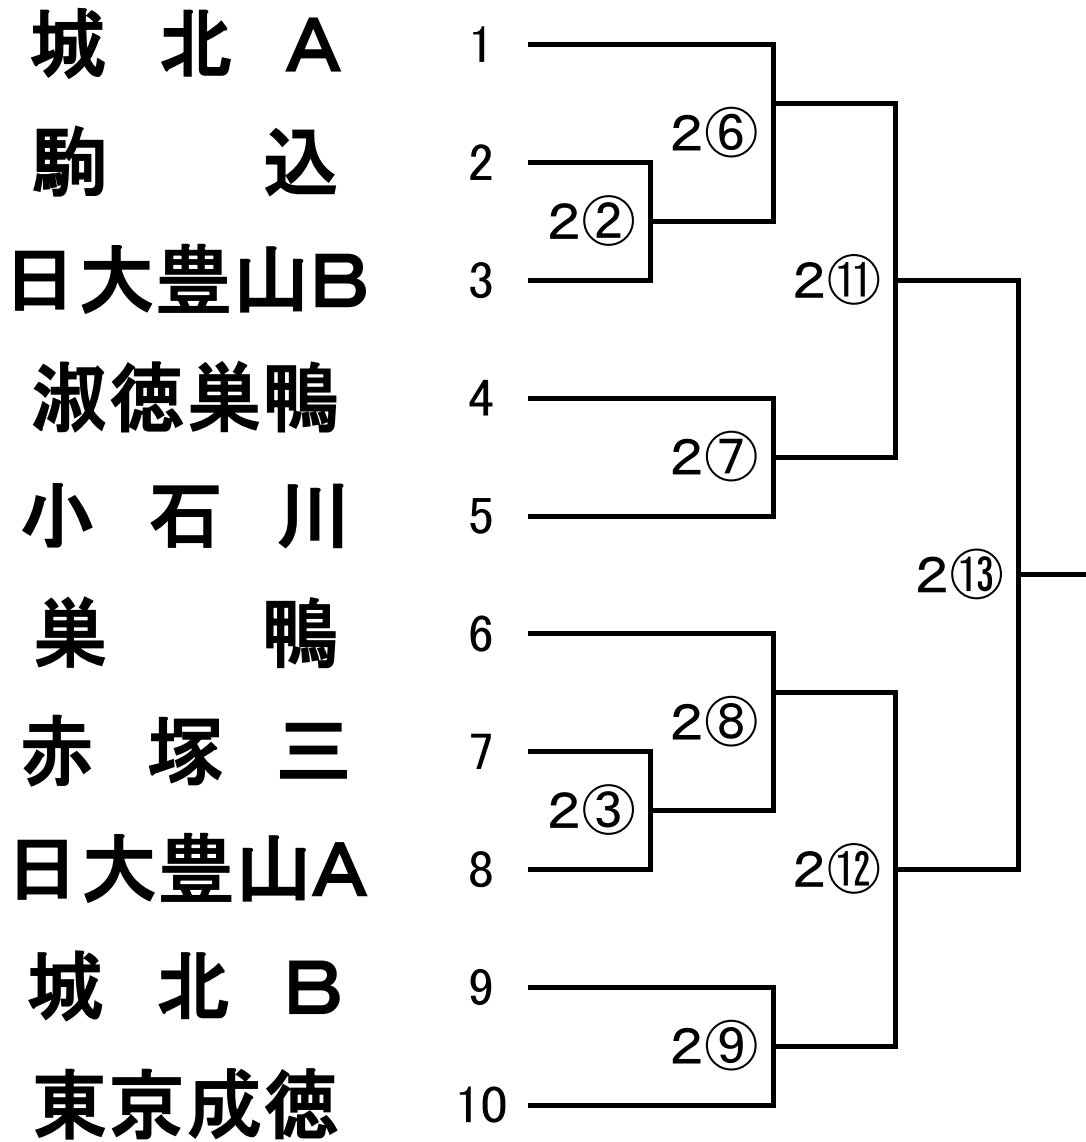 城北A 1
2⑥
駒込 2
2②
日大豊山B 3
2⑪
淑徳巣鴨 4
2⑦
小石川 5
2⑬
巣鴨 6
2⑧
赤塚三 7
2③
日大豊山A 8
2⑫
城北B 9
2⑨
東京成徳 10